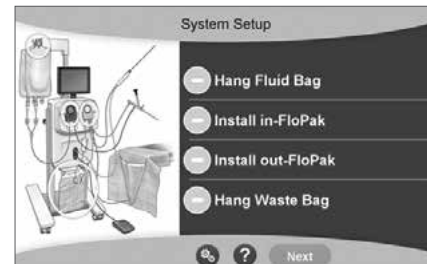 System Setup
Hang Fluid Bag
Install in-FloPak
Install out-FloPak
Hang Waste Bag
?
Next